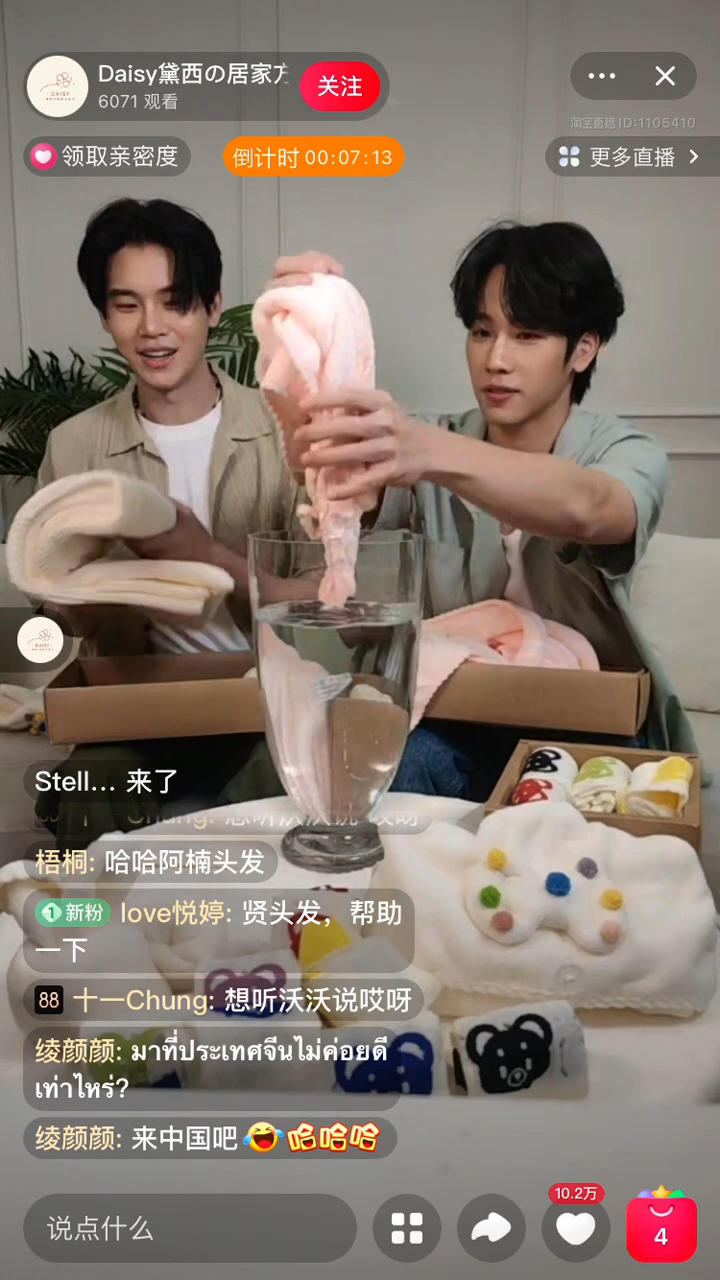 Daisy黛西の居家方
6071 观看
关注
淘宝直播ID:1105410
领取亲密度
倒计时 00:07:13
更多直播
DAISY
Stell... 来了
梧桐: 哈哈阿楠头发
1 新粉 love悦婷: 贤头发，帮助
一下
88 十一Chung: 想听沃沃说哎呀
绫颜颜: มาที่ประเทศจีนไม่ค่อยดี
เท่าไหร่?
绫颜颜: 来中国吧 哈哈哈
说点什么
10.2万
4